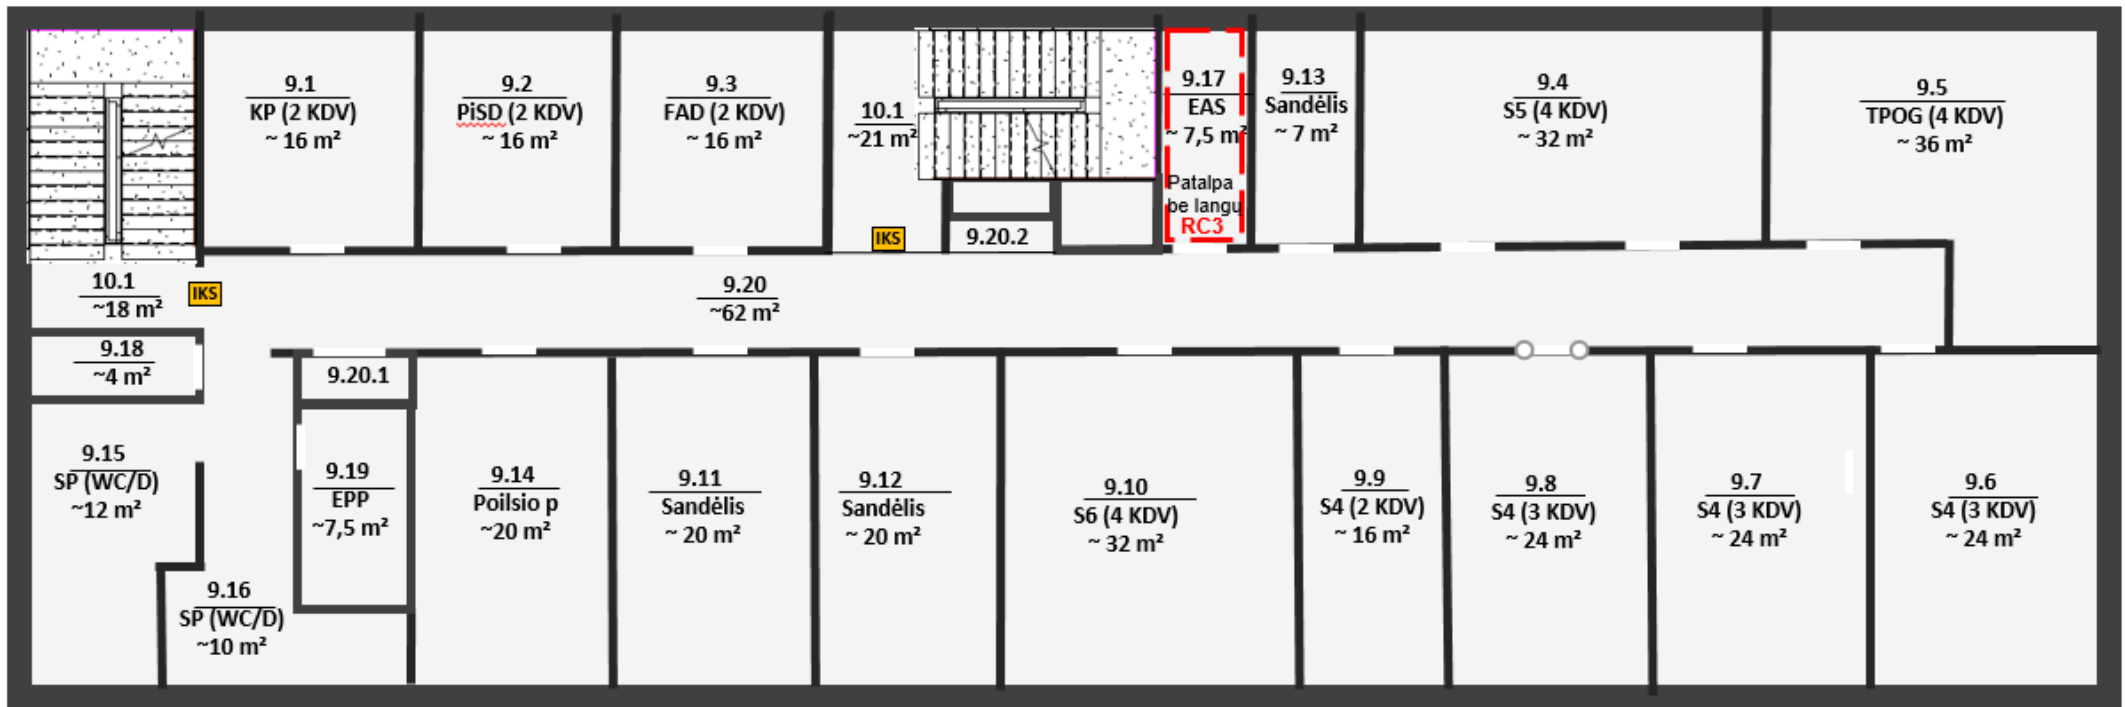 9.1
KP (2 KDV)
~ 16 m²
9.2
PiSD (2 KDV)
~ 16 m²
9.3
FAD (2 KDV)
~ 16 m²
10.1
~21 m²
9.17
EAS
~ 7,5 m²
Patalpa
be langų
RC3
9.13
Sandėlis
~ 7 m²
9.4
S5 (4 KDV)
~ 32 m²
9.5
TPOG (4 KDV)
~ 36 m²
IKS
9.20.2
10.1
~18 m²
IKS
9.20
~62 m²
9.18
~4 m²
9.20.1
9.15
SP (WC/D)
~12 m²
9.19
EPP
~7,5 m²
9.14
Poilsio p
~20 m²
9.11
Sandėlis
~ 20 m²
9.12
Sandėlis
~ 20 m²
9.10
S6 (4 KDV)
~ 32 m²
9.9
S4 (2 KDV)
~ 16 m²
9.8
S4 (3 KDV)
~ 24 m²
9.7
S4 (3 KDV)
~ 24 m²
9.6
S4 (3 KDV)
~ 24 m²
9.16
SP (WC/D)
~10 m²